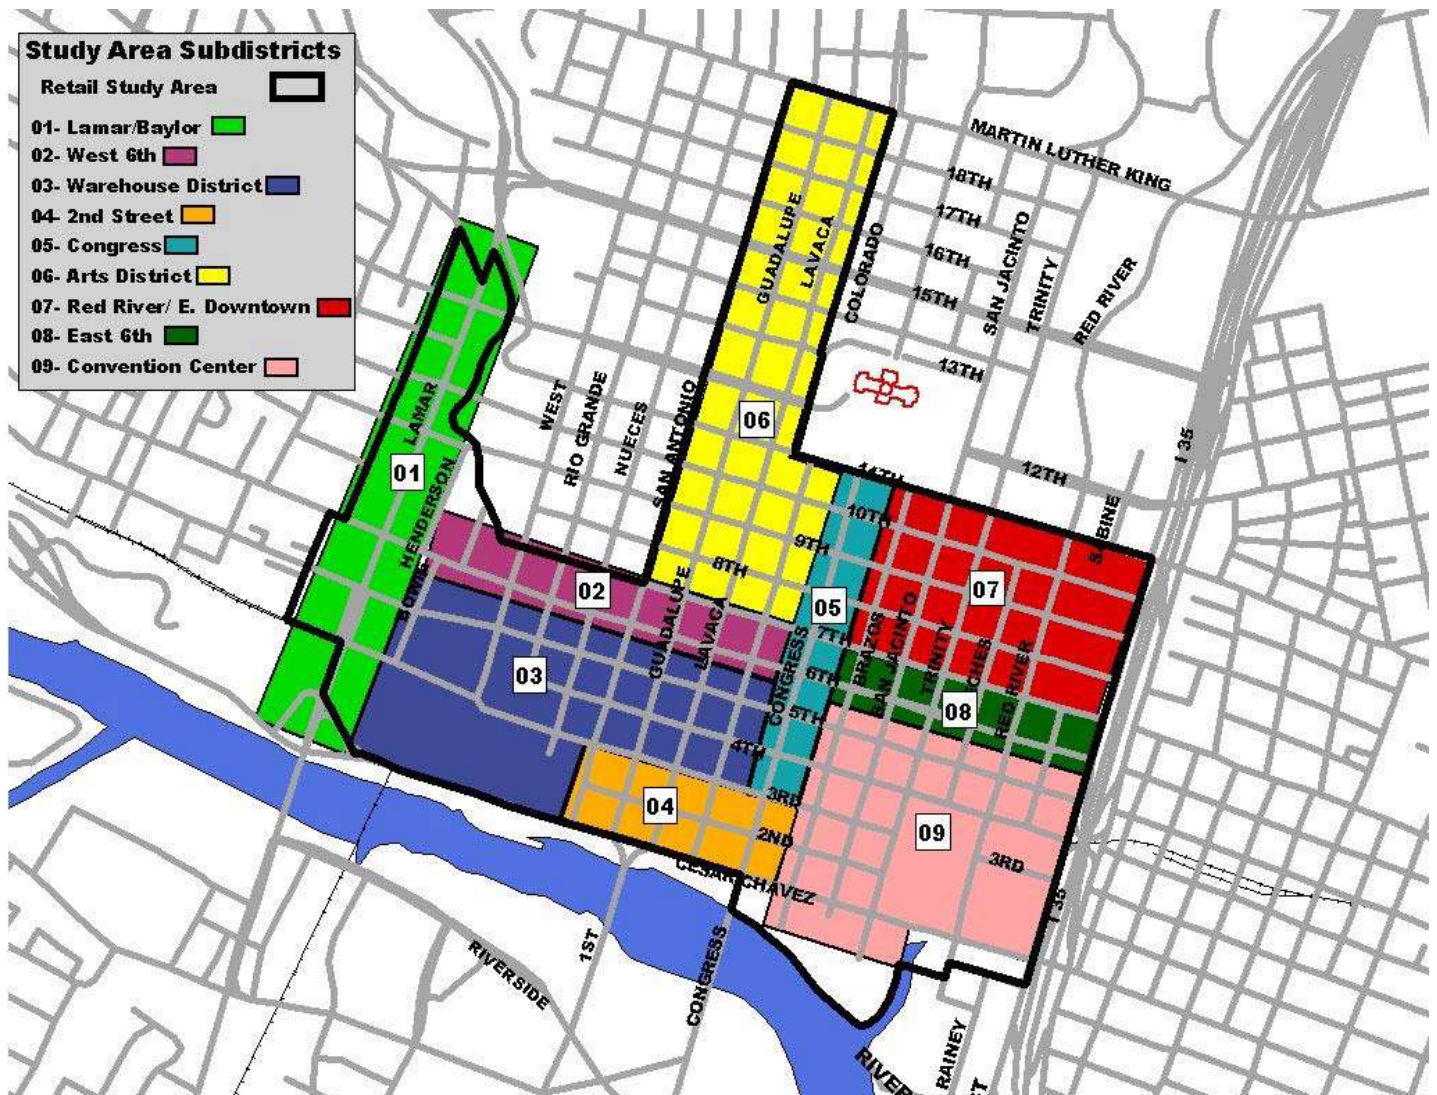 Study Area Subdistricts
Retail Study Area
01- Lamar/Baylor
02- West 6th
03- Warehouse District
04- 2nd Street
05- Congress
06- Arts District
07- Red River/ E. Downtown
08- East 6th
09- Convention Center
MARTIN LUTHER KING
18TH
17TH
16TH
15TH
13TH
12TH
11TH
10TH
9TH
8TH
7TH
6TH
5TH
4TH
3RD
2ND
3RD
GUADALUPE
LAVACA
COLORADO
SAN JACINTO
TRINITY
RED RIVER
I 35
LAMAR
HENDERSON
BOWIE
WEST
RIO GRANDE
NUECES
SAN ANTONIO
GUADALUPE
LAVACA
CONGRESS
BRAZOS
SAN JACINTO
TRINITY
RED RIVER
SABINE
01
02
03
04
05
06
07
08
09
CESAR CHAVEZ
RIVERSIDE
1ST
CONGRESS
I 35
RAINEY